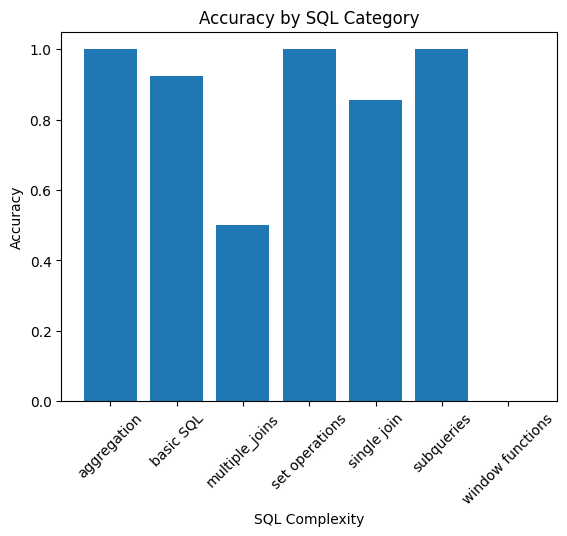 Accuracy by SQL Category
Accuracy
1.0
0.8
0.6
0.4
0.2
0.0
aggregation
basic SQL
multiple_joins
set operations
single join
subqueries
window functions
SQL Complexity